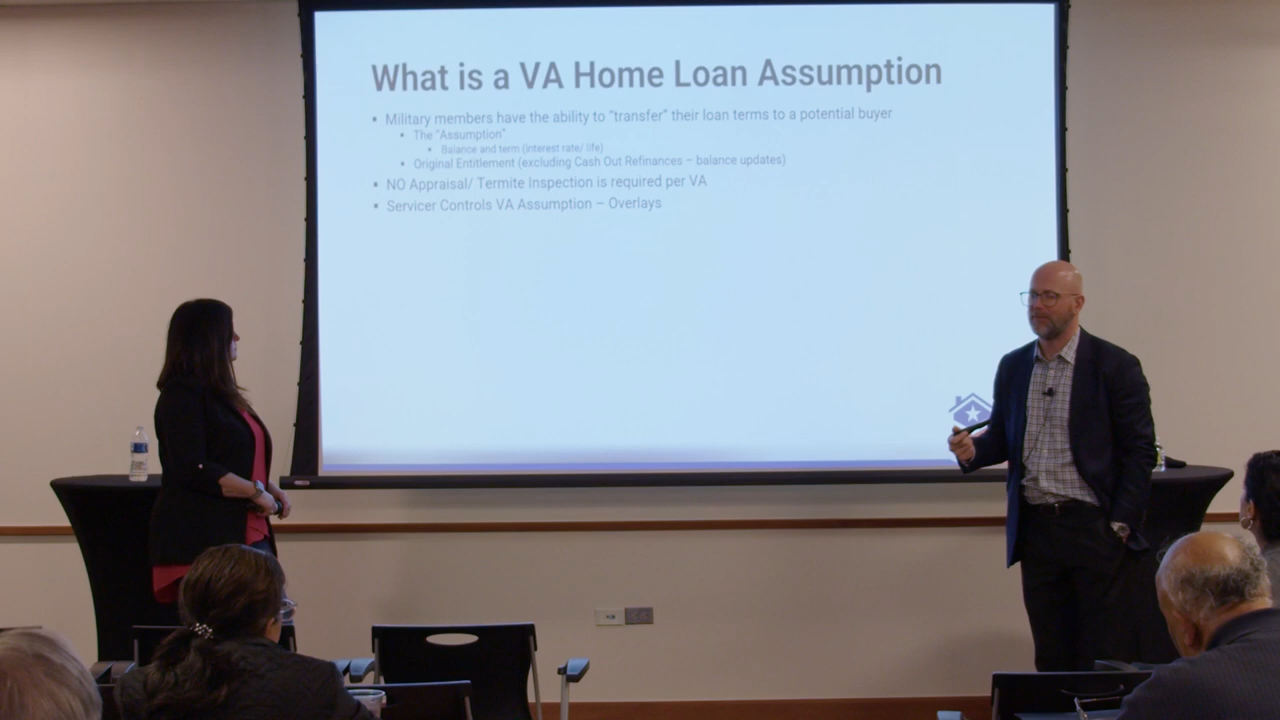 What is a VA Home Loan Assumption
▪ Military members have the ability to "transfer" their loan terms to a potential buyer
▪ The "Assumption"
▪ Balance and term (interest rate/ life)
▪ Original Entitlement (excluding Cash Out Refinances – balance updates)
▪ NO Appraisal/ Termite Inspection is required per VA
▪ Servicer Controls VA Assumption – Overlays